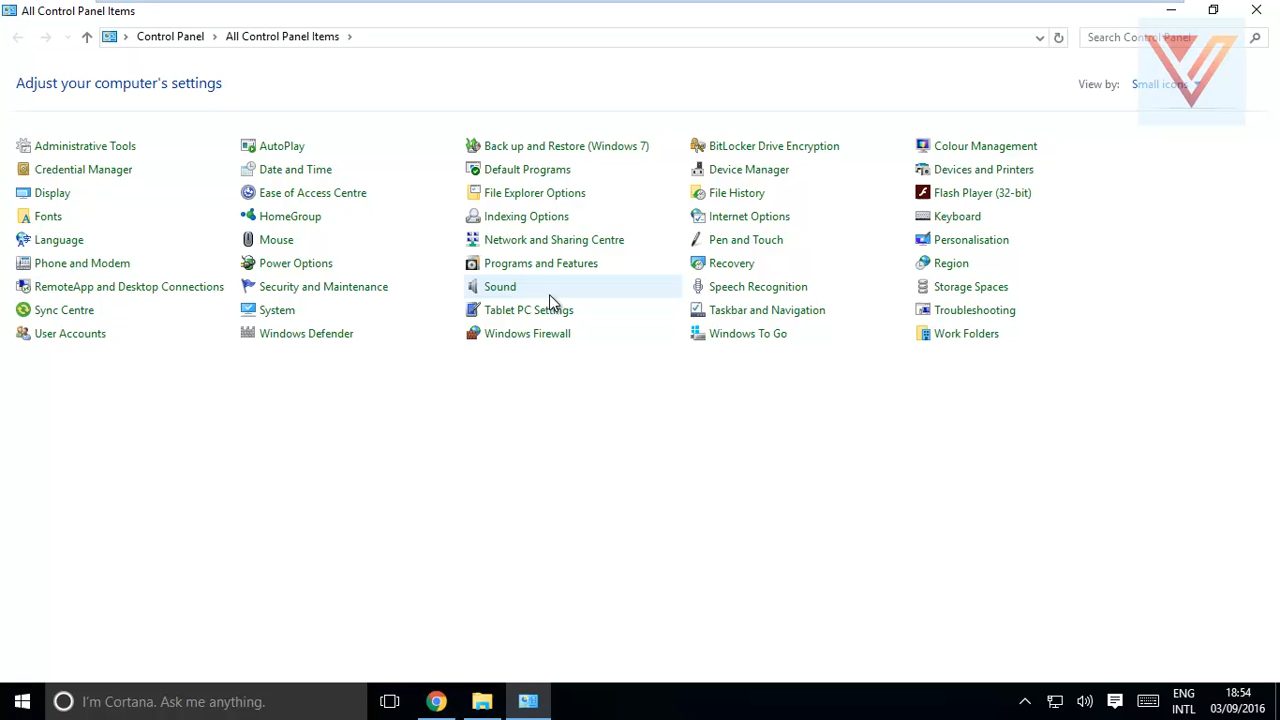 All Control Panel Items
Control Panel > All Control Panel Items >
Search Control Panel
Adjust your computer's settings
View by: Small icons
Administrative Tools
AutoPlay
Back up and Restore (Windows 7)
BitLocker Drive Encryption
Colour Management
Credential Manager
Date and Time
Default Programs
Device Manager
Devices and Printers
Display
Ease of Access Centre
File Explorer Options
File History
Flash Player (32-bit)
Fonts
HomeGroup
Indexing Options
Internet Options
Keyboard
Language
Mouse
Network and Sharing Centre
Pen and Touch
Personalisation
Phone and Modem
Power Options
Programs and Features
Recovery
Region
RemoteApp and Desktop Connections
Security and Maintenance
Sound
Speech Recognition
Storage Spaces
Sync Centre
System
Tablet PC Settings
Taskbar and Navigation
Troubleshooting
User Accounts
Windows Defender
Windows Firewall
Windows To Go
Work Folders
I'm Cortana. Ask me anything.
ENG
INTL
18:54
03/09/2016